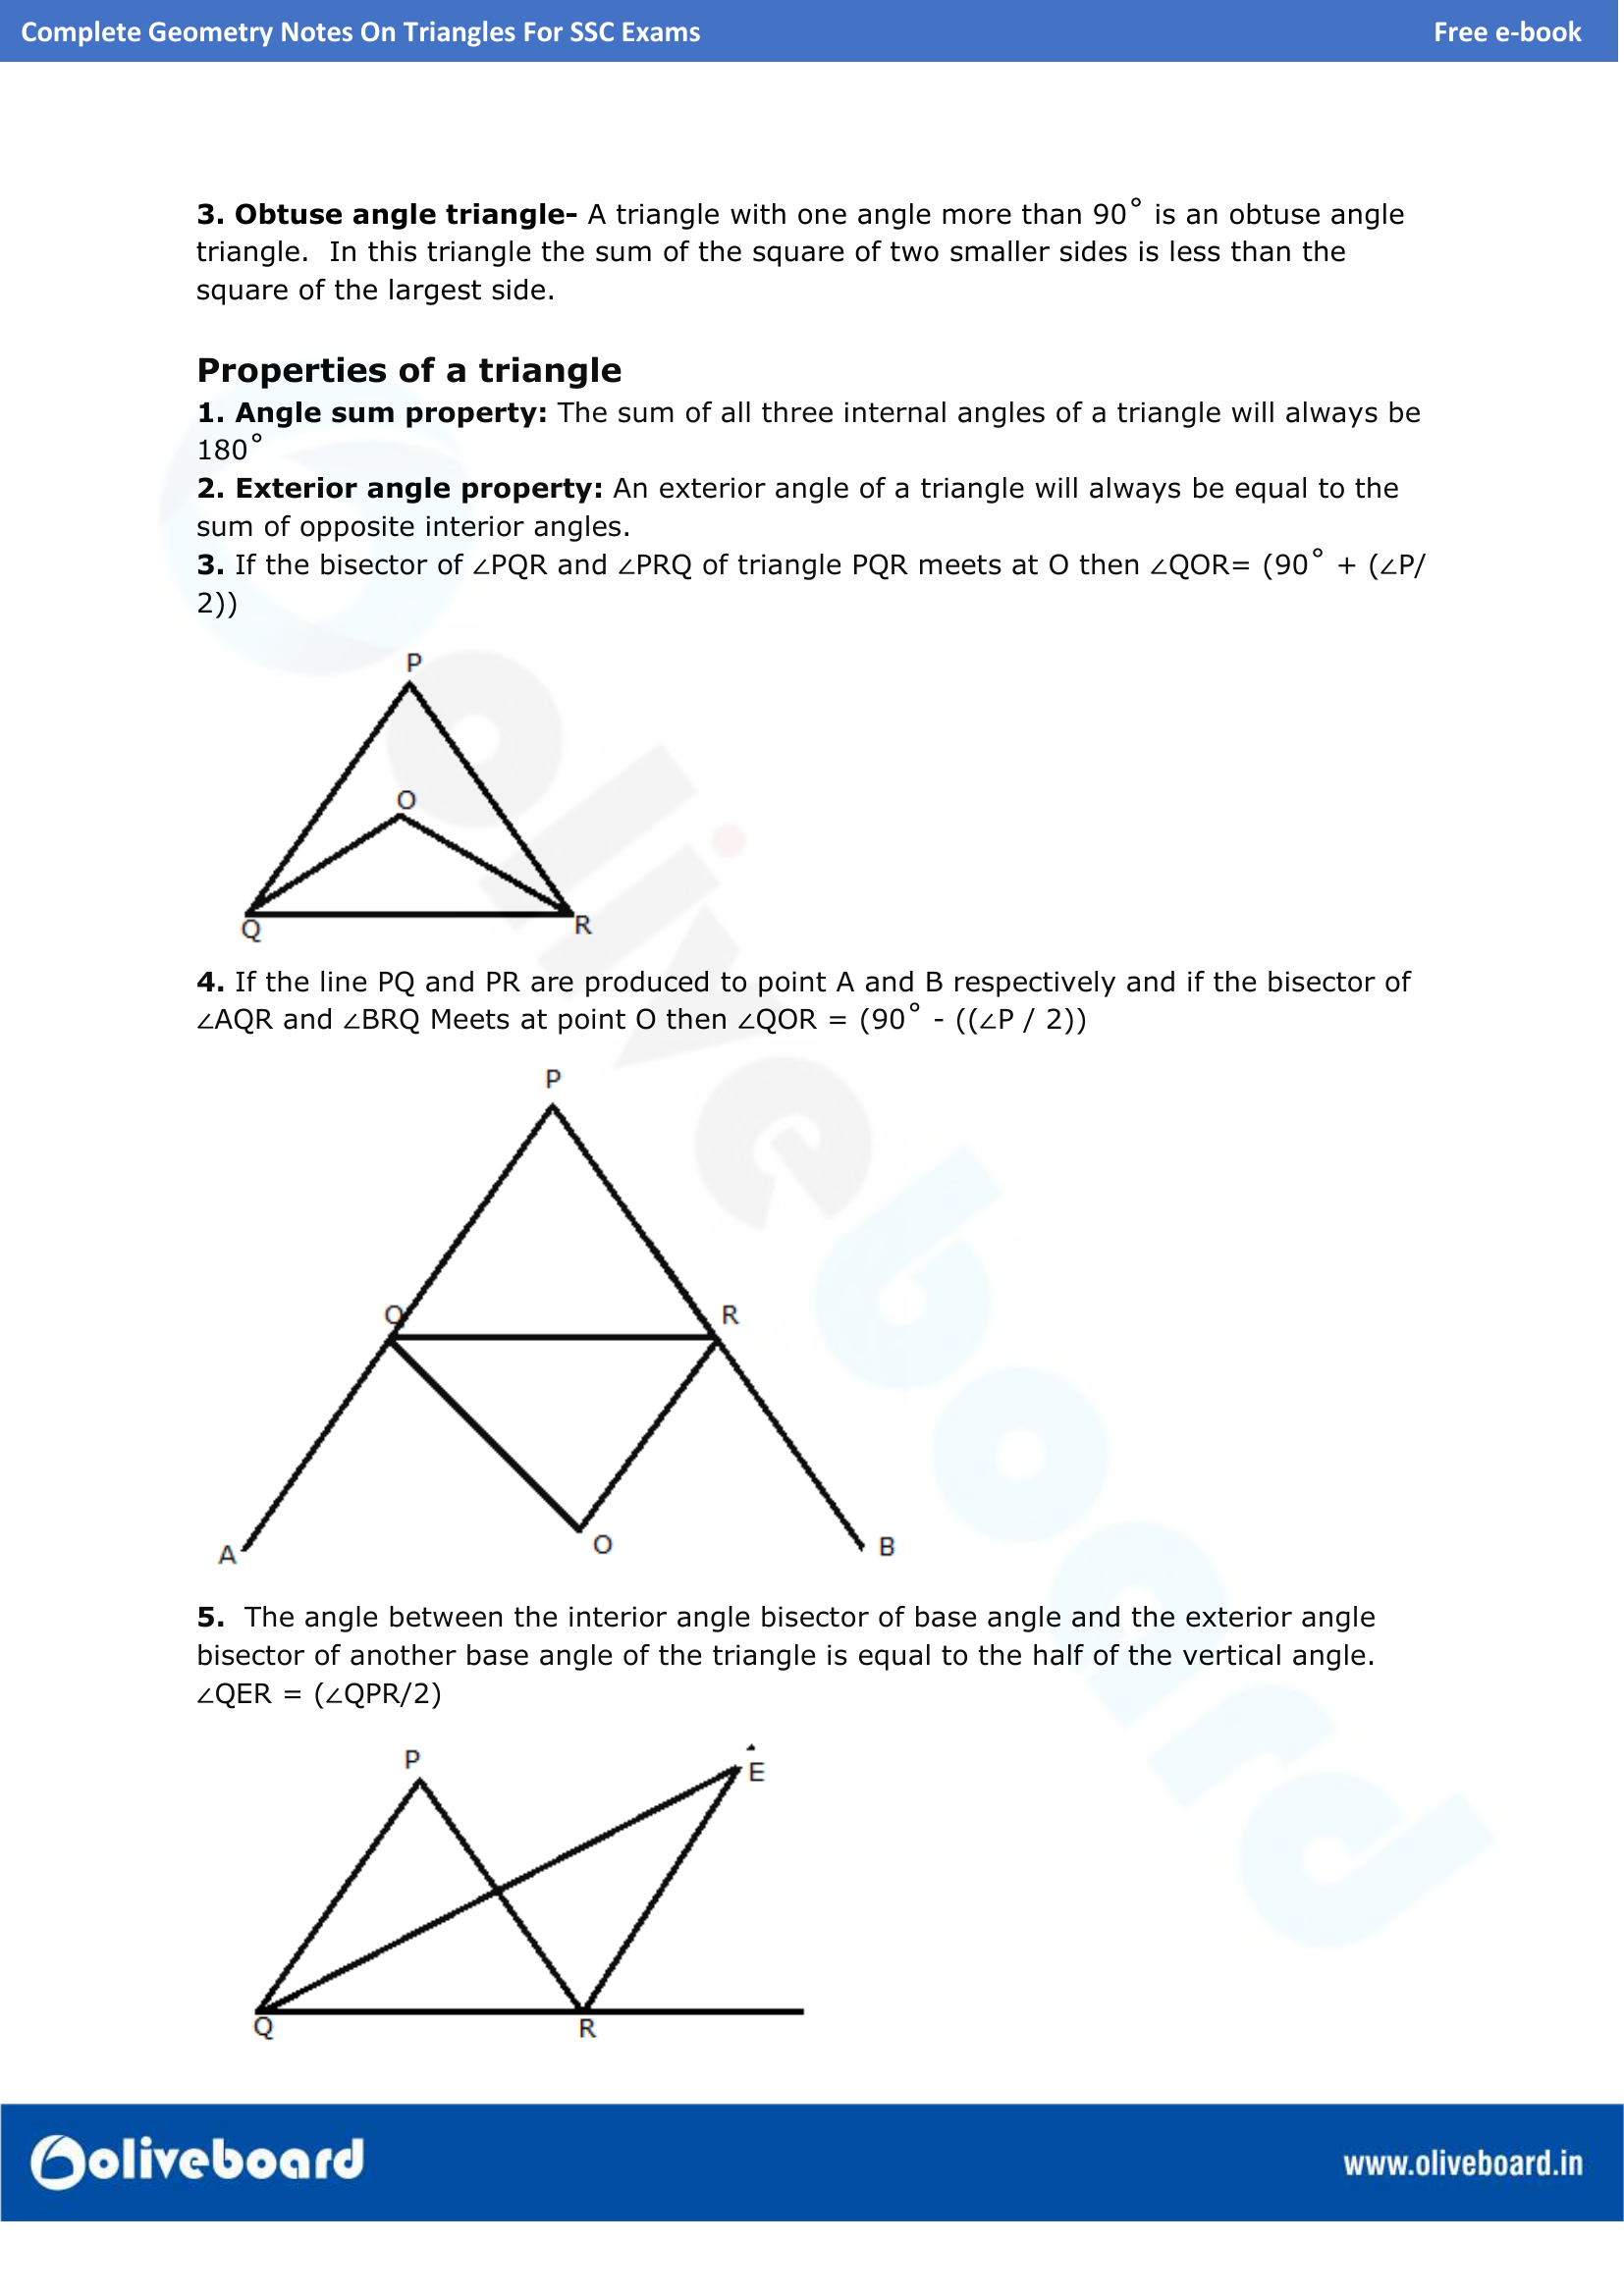 Complete Geometry Notes On Triangles For SSC Exams Free e-book
3. Obtuse angle triangle- A triangle with one angle more than 90˚ is an obtuse angle
triangle.  In this triangle the sum of the square of two smaller sides is less than the
square of the largest side.
Properties of a triangle
1. Angle sum property: The sum of all three internal angles of a triangle will always be
180˚
2. Exterior angle property: An exterior angle of a triangle will always be equal to the
sum of opposite interior angles.
3. If the bisector of ∠PQR and ∠PRQ of triangle PQR meets at O then ∠QOR= (90˚ + (∠P/
2))
P
O
Q R
4. If the line PQ and PR are produced to point A and B respectively and if the bisector of
∠AQR and ∠BRQ Meets at point O then ∠QOR = (90˚ - ((∠P / 2))
P
Q R
A O B
5.  The angle between the interior angle bisector of base angle and the exterior angle
bisector of another base angle of the triangle is equal to the half of the vertical angle.
∠QER = (∠QPR/2)
P E
Q R
oliveboard www.oliveboard.in
oliveboard